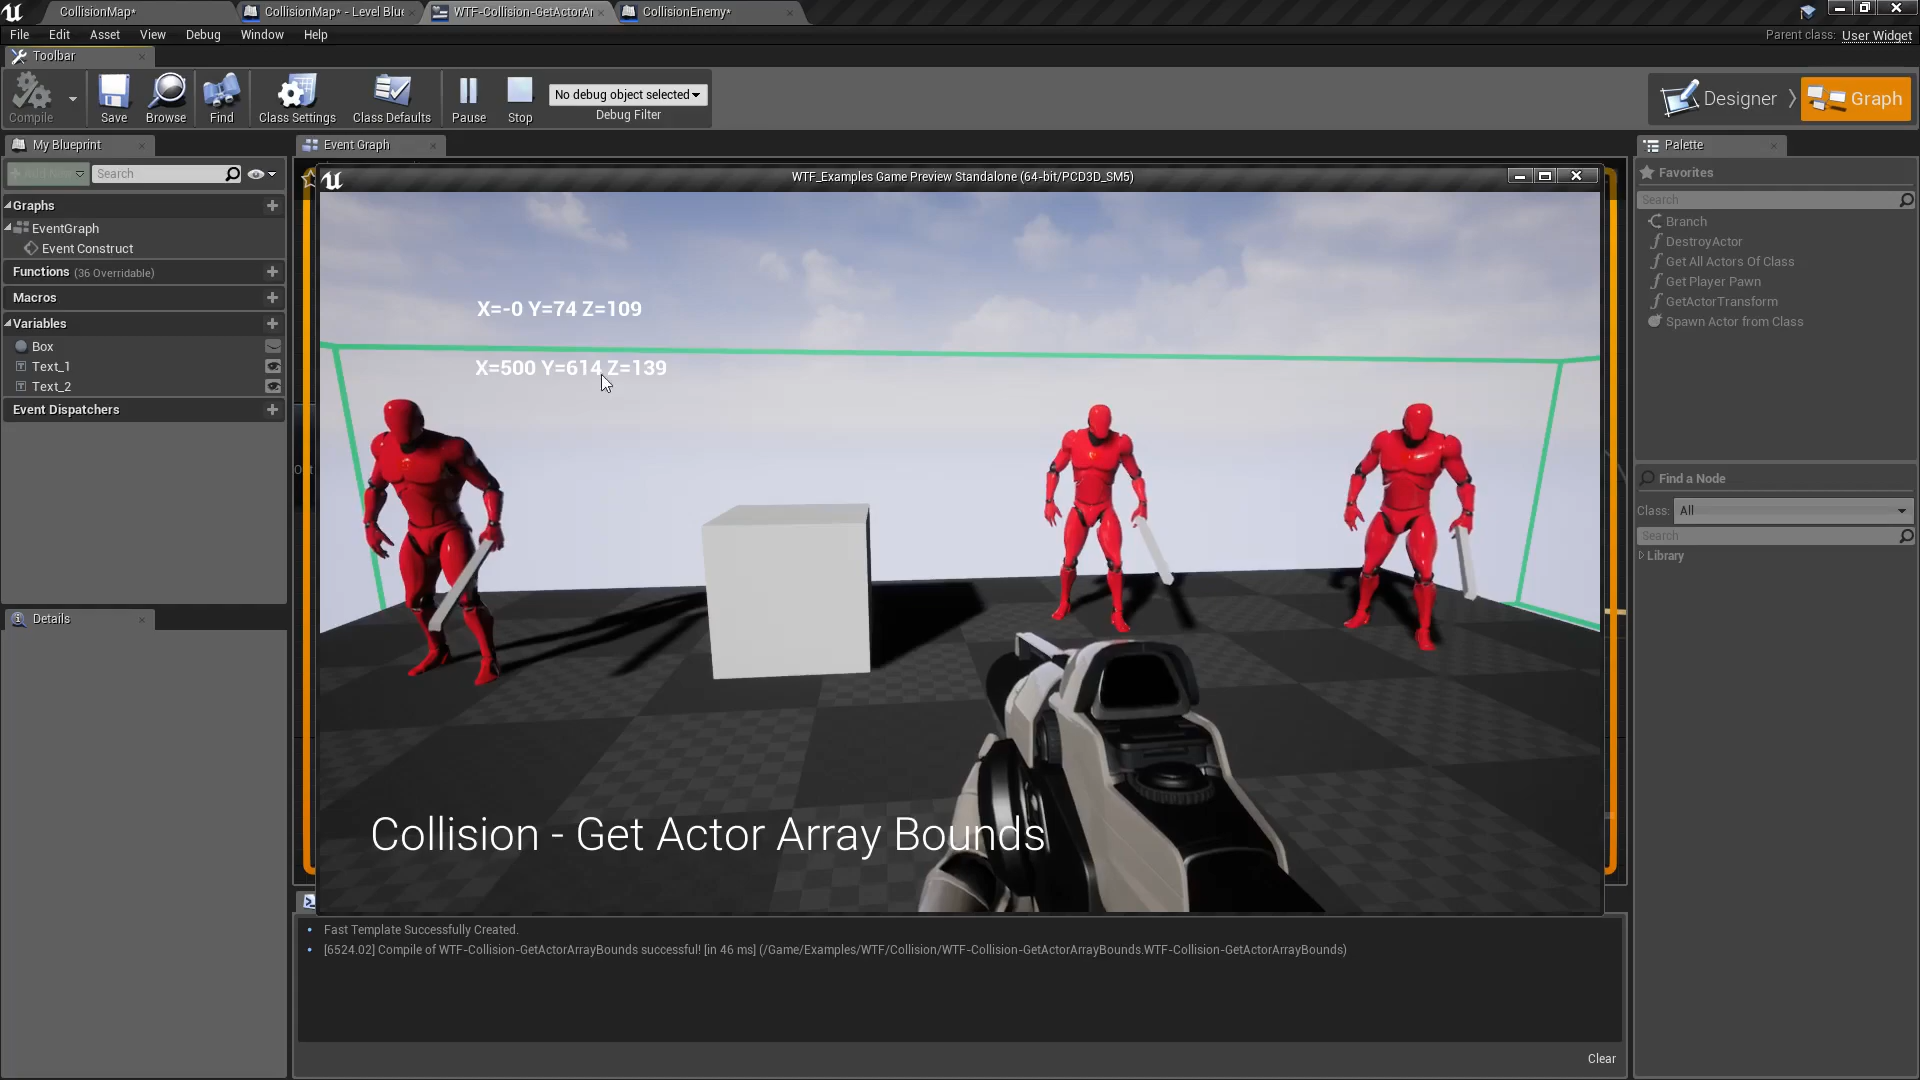 CollisionMap*
CollisionMap* - Level Blue
WTF-Collision-GetActorAr
CollisionEnemy*
File Edit Asset View Debug Window Help
Parent class: User Widget
Toolbar
Compile
Save
Browse
Find
Class Settings
Class Defaults
Pause
Stop
No debug object selected
Debug Filter
Designer
Graph
My Blueprint
Search
Graphs
EventGraph
Event Construct
Functions (36 Overridable)
Macros
Variables
Box
Text_1
Text_2
Event Dispatchers
Details
Event Graph
WTF_Examples Game Preview Standalone (64-bit/PCD3D_SM5)
X=-0 Y=74 Z=109
X=500 Y=614 Z=139
Collision - Get Actor Array Bounds
Fast Template Successfully Created.
[6524.02] Compile of WTF-Collision-GetActorArrayBounds successful! [in 46 ms] (/Game/Examples/WTF/Collision/WTF-Collision-GetActorArrayBounds.WTF-Collision-GetActorArrayBounds)
Clear
Palette
Favorites
Search
Branch
DestroyActor
Get All Actors Of Class
Get Player Pawn
GetActorTransform
Spawn Actor from Class
Find a Node
Class: All
Search
Library